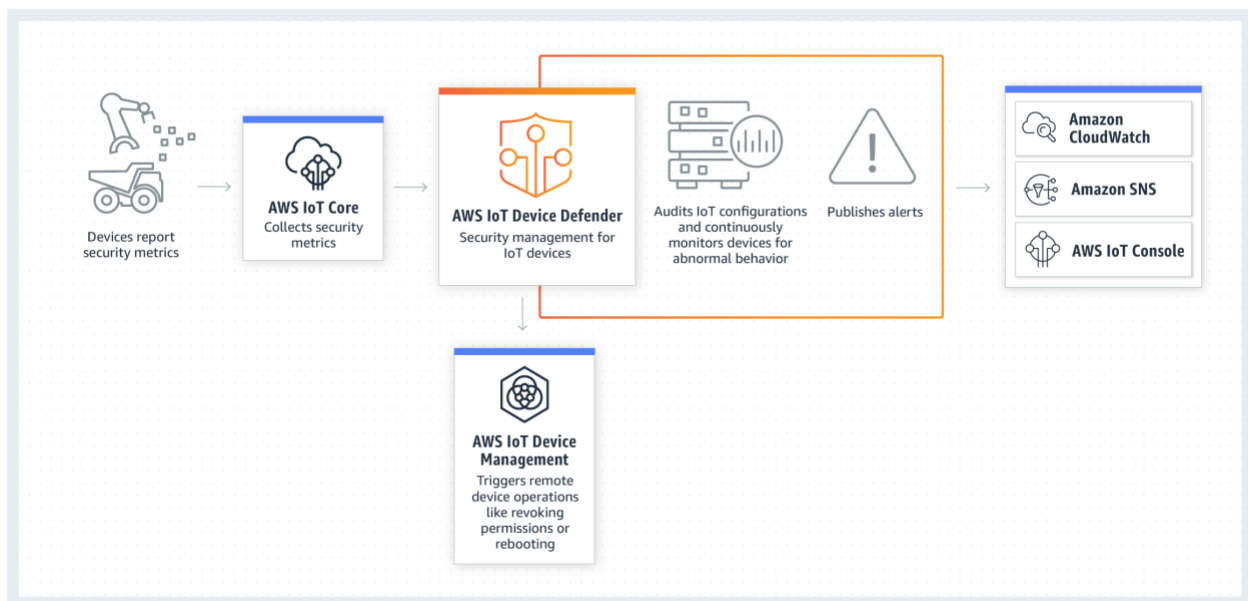 Devices report
security metrics
AWS IoT Core
Collects security
metrics
AWS IoT Device Defender
Security management for
IoT devices
Audits IoT configurations
and continuously
monitors devices for
abnormal behavior
Publishes alerts
Amazon
CloudWatch
Amazon SNS
AWS IoT Console
AWS IoT Device
Management
Triggers remote
device operations
like revoking
permissions or
rebooting